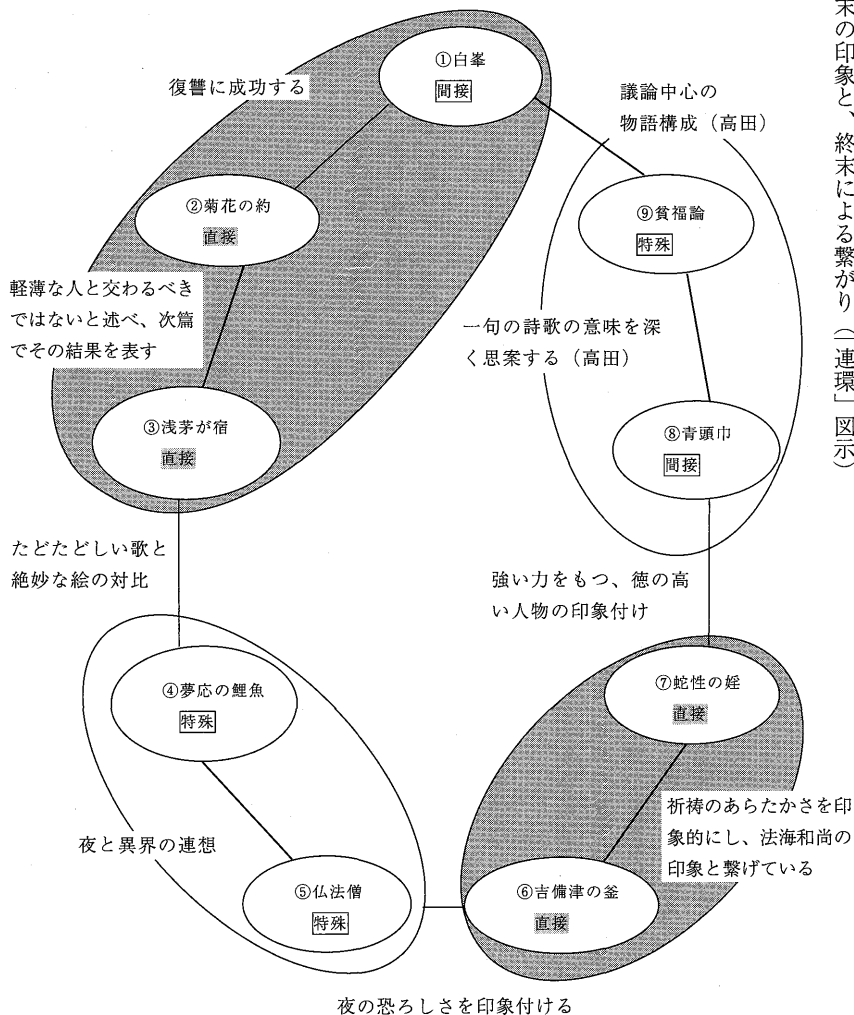 末の印象と、終末による繋がり（「連環」図示）
①白峯
間接
復讐に成功する
②菊花の約
直接
軽薄な人と交わるべき
ではないと述べ、次篇
でその結果を表す
③浅茅が宿
直接
たどたどしい歌と
絶妙な絵の対比
④夢応の鯉魚
特殊
夜と異界の連想
⑤仏法僧
特殊
夜の恐ろしさを印象付ける
⑥吉備津の釜
直接
祈祷のあらたかさを印
象的にし、法海和尚の
印象と繋げている
⑦蛇性の婬
直接
強い力をもつ、徳の高
い人物の印象付け
⑧青頭巾
間接
一句の詩歌の意味を深
く思案する（高田）
⑨貧福論
特殊
議論中心の
物語構成（高田）